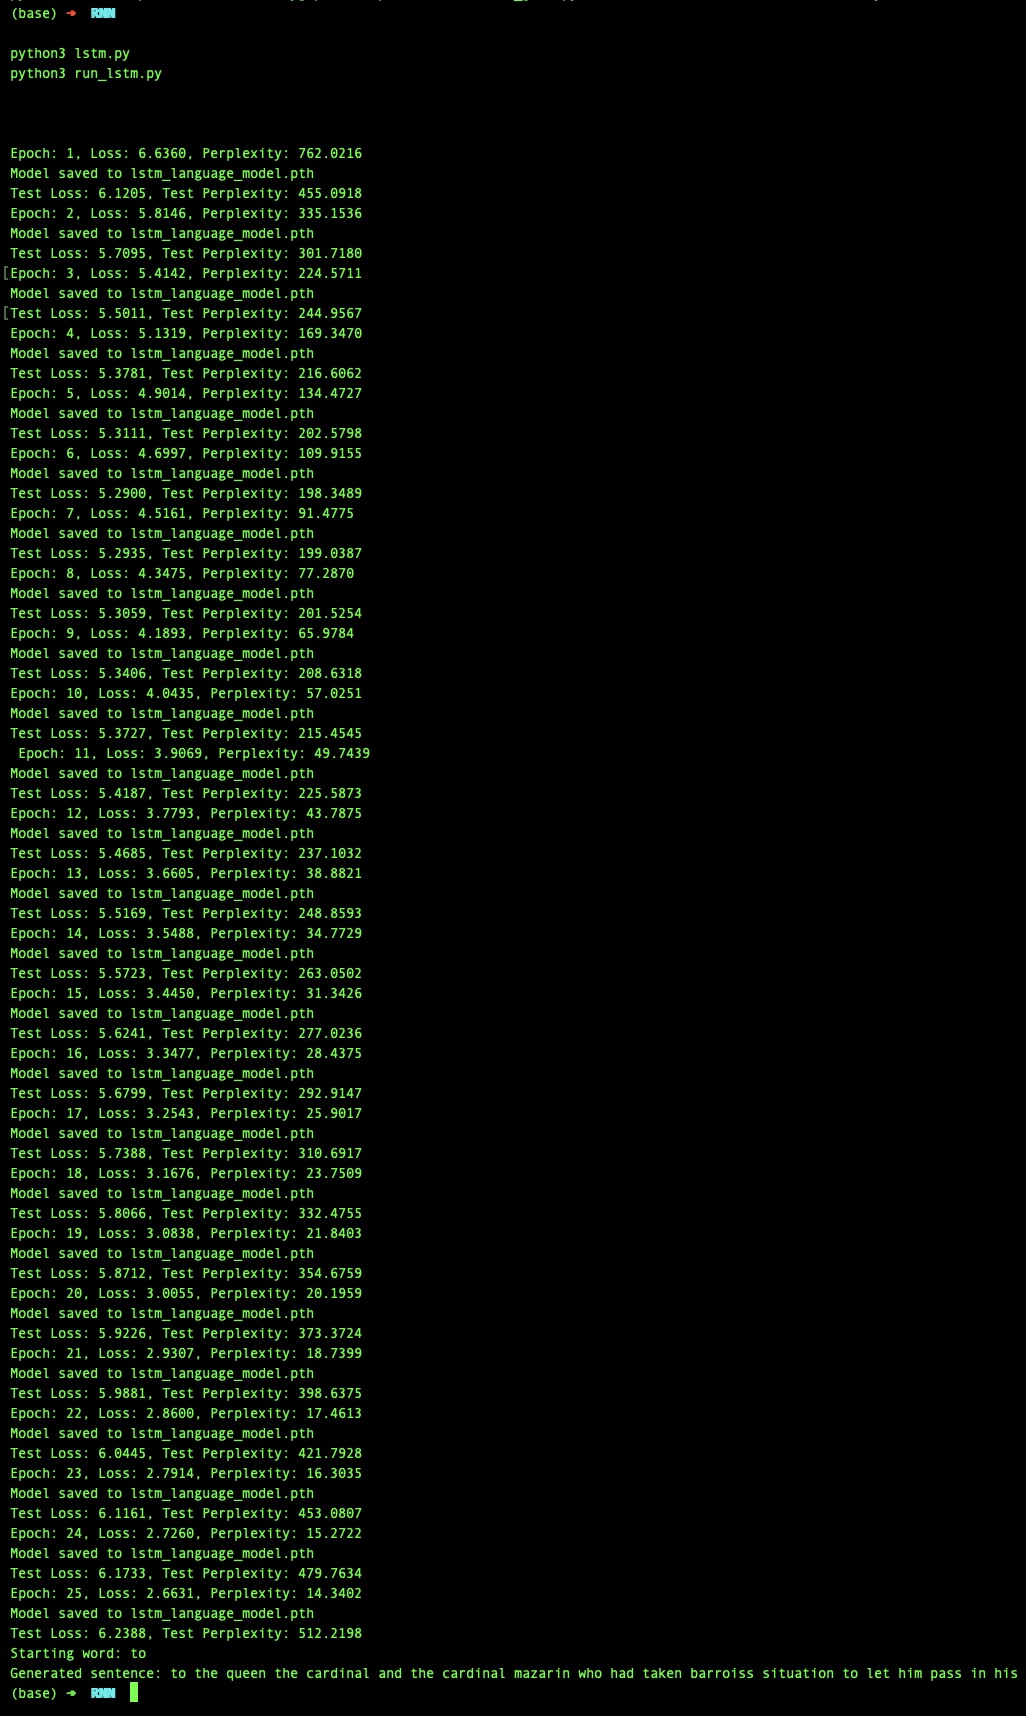 (base) → RNN
python3 lstm.py
python3 run_lstm.py
Epoch: 1, Loss: 6.6360, Perplexity: 762.0216
Model saved to lstm_language_model.pth
Test Loss: 6.1205, Test Perplexity: 455.0918
Epoch: 2, Loss: 5.8146, Perplexity: 335.1536
Model saved to lstm_language_model.pth
Test Loss: 5.7095, Test Perplexity: 301.7180
[Epoch: 3, Loss: 5.4142, Perplexity: 224.5711
Model saved to lstm_language_model.pth
[Test Loss: 5.5011, Test Perplexity: 244.9567
Epoch: 4, Loss: 5.1319, Perplexity: 169.3470
Model saved to lstm_language_model.pth
Test Loss: 5.3781, Test Perplexity: 216.6062
Epoch: 5, Loss: 4.9014, Perplexity: 134.4727
Model saved to lstm_language_model.pth
Test Loss: 5.3111, Test Perplexity: 202.5798
Epoch: 6, Loss: 4.6997, Perplexity: 109.9155
Model saved to lstm_language_model.pth
Test Loss: 5.2900, Test Perplexity: 198.3489
Epoch: 7, Loss: 4.5161, Perplexity: 91.4775
Model saved to lstm_language_model.pth
Test Loss: 5.2935, Test Perplexity: 199.0387
Epoch: 8, Loss: 4.3475, Perplexity: 77.2870
Model saved to lstm_language_model.pth
Test Loss: 5.3059, Test Perplexity: 201.5254
Epoch: 9, Loss: 4.1893, Perplexity: 65.9784
Model saved to lstm_language_model.pth
Test Loss: 5.3406, Test Perplexity: 208.6318
Epoch: 10, Loss: 4.0435, Perplexity: 57.0251
Model saved to lstm_language_model.pth
Test Loss: 5.3727, Test Perplexity: 215.4545
Epoch: 11, Loss: 3.9069, Perplexity: 49.7439
Model saved to lstm_language_model.pth
Test Loss: 5.4187, Test Perplexity: 225.5873
Epoch: 12, Loss: 3.7793, Perplexity: 43.7875
Model saved to lstm_language_model.pth
Test Loss: 5.4685, Test Perplexity: 237.1032
Epoch: 13, Loss: 3.6605, Perplexity: 38.8821
Model saved to lstm_language_model.pth
Test Loss: 5.5169, Test Perplexity: 248.8593
Epoch: 14, Loss: 3.5488, Perplexity: 34.7729
Model saved to lstm_language_model.pth
Test Loss: 5.5723, Test Perplexity: 263.0502
Epoch: 15, Loss: 3.4450, Perplexity: 31.3426
Model saved to lstm_language_model.pth
Test Loss: 5.6241, Test Perplexity: 277.0236
Epoch: 16, Loss: 3.3477, Perplexity: 28.4375
Model saved to lstm_language_model.pth
Test Loss: 5.6799, Test Perplexity: 292.9147
Epoch: 17, Loss: 3.2543, Perplexity: 25.9017
Model saved to lstm_language_model.pth
Test Loss: 5.7388, Test Perplexity: 310.6917
Epoch: 18, Loss: 3.1676, Perplexity: 23.7509
Model saved to lstm_language_model.pth
Test Loss: 5.8066, Test Perplexity: 332.4755
Epoch: 19, Loss: 3.0838, Perplexity: 21.8403
Model saved to lstm_language_model.pth
Test Loss: 5.8712, Test Perplexity: 354.6759
Epoch: 20, Loss: 3.0055, Perplexity: 20.1959
Model saved to lstm_language_model.pth
Test Loss: 5.9226, Test Perplexity: 373.3724
Epoch: 21, Loss: 2.9307, Perplexity: 18.7399
Model saved to lstm_language_model.pth
Test Loss: 5.9881, Test Perplexity: 398.6375
Epoch: 22, Loss: 2.8600, Perplexity: 17.4613
Model saved to lstm_language_model.pth
Test Loss: 6.0445, Test Perplexity: 421.7928
Epoch: 23, Loss: 2.7914, Perplexity: 16.3035
Model saved to lstm_language_model.pth
Test Loss: 6.1161, Test Perplexity: 453.0807
Epoch: 24, Loss: 2.7260, Perplexity: 15.2722
Model saved to lstm_language_model.pth
Test Loss: 6.1733, Test Perplexity: 479.7634
Epoch: 25, Loss: 2.6631, Perplexity: 14.3402
Model saved to lstm_language_model.pth
Test Loss: 6.2388, Test Perplexity: 512.2198
Starting word: to
Generated sentence: to the queen the cardinal and the cardinal mazarin who had taken barroiss situation to let him pass in his
(base) → RNN